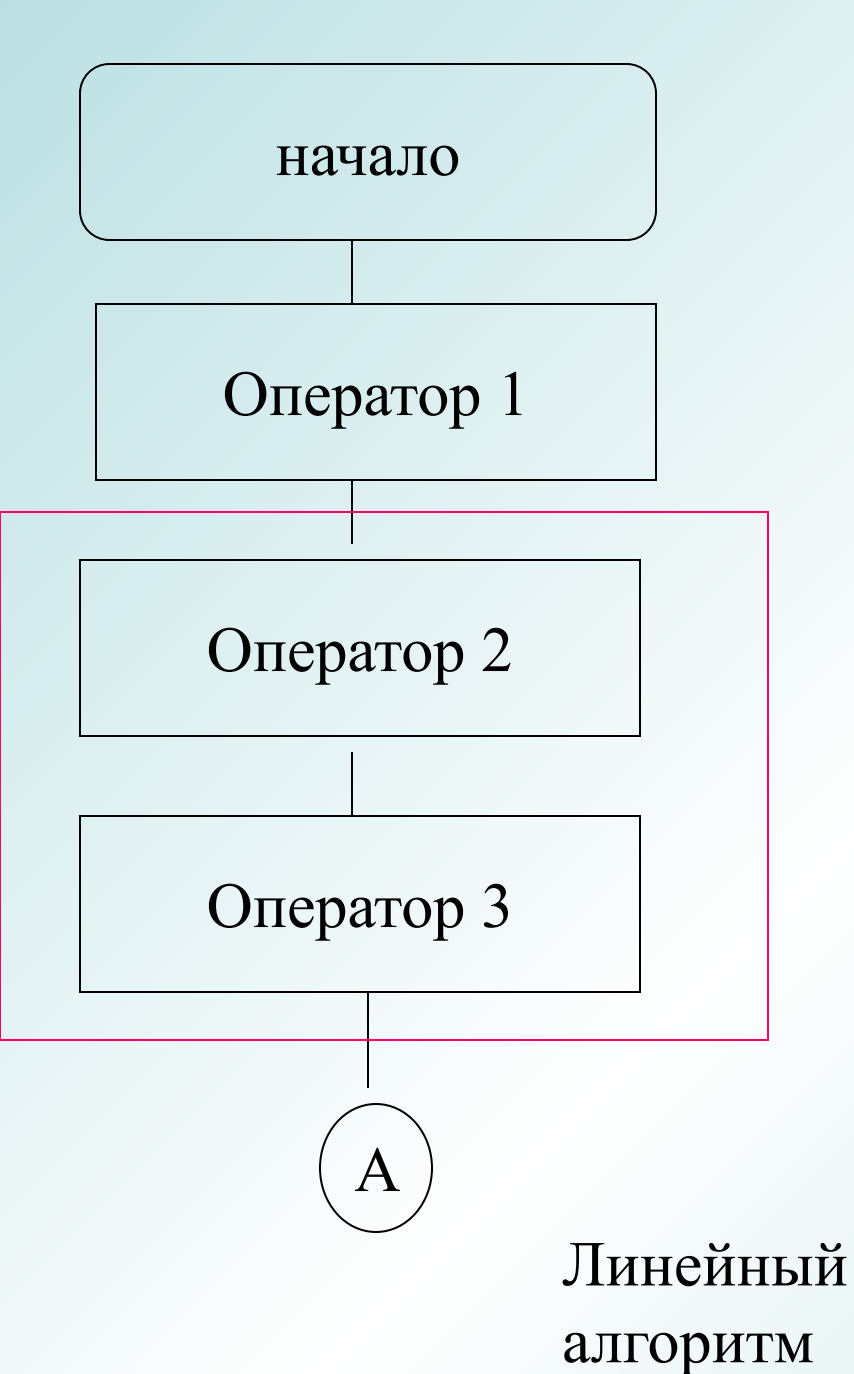 начало
Оператор 1
Оператор 2
Оператор 3
А
Линейный
алгоритм